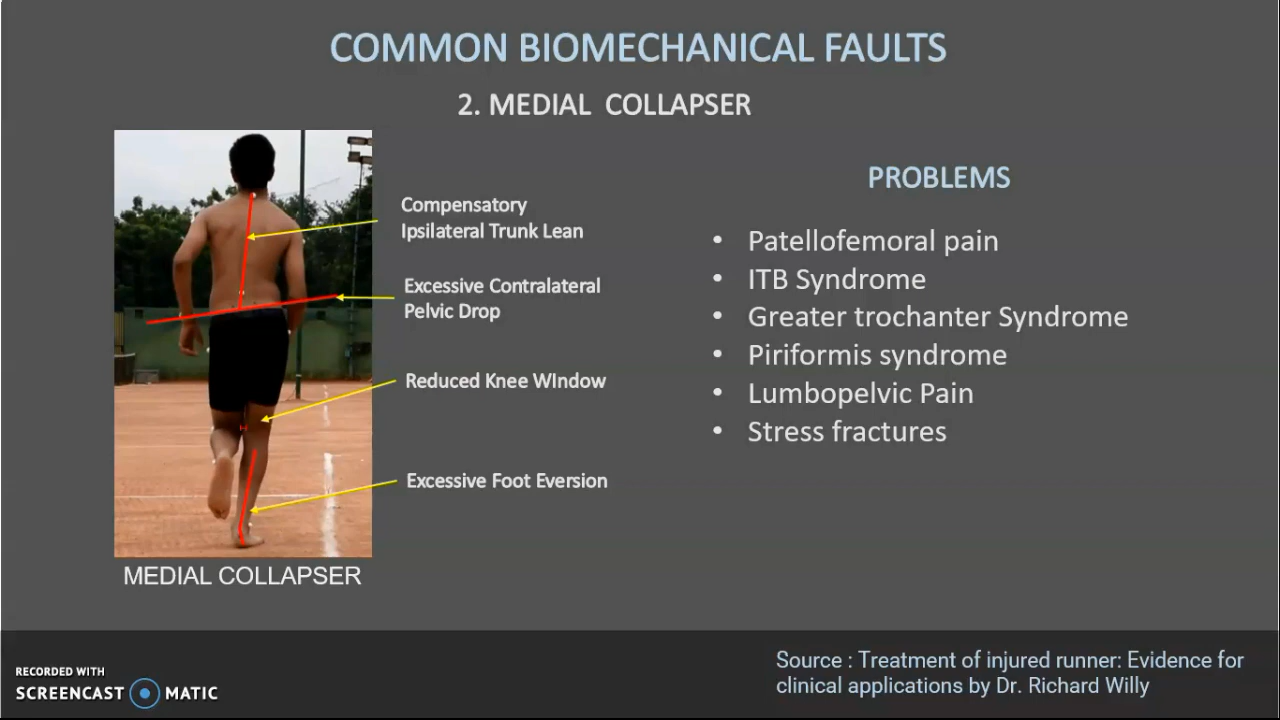 COMMON BIOMECHANICAL FAULTS
2. MEDIAL COLLAPSER
Compensatory
Ipsilateral Trunk Lean
Excessive Contralateral
Pelvic Drop
Reduced Knee WIndow
Excessive Foot Eversion
MEDIAL COLLAPSER
PROBLEMS
• Patellofemoral pain
• ITB Syndrome
• Greater trochanter Syndrome
• Piriformis syndrome
• Lumbopelvic Pain
• Stress fractures
RECORDED WITH
SCREENCAST MATIC
Source : Treatment of injured runner: Evidence for
clinical applications by Dr. Richard Willy